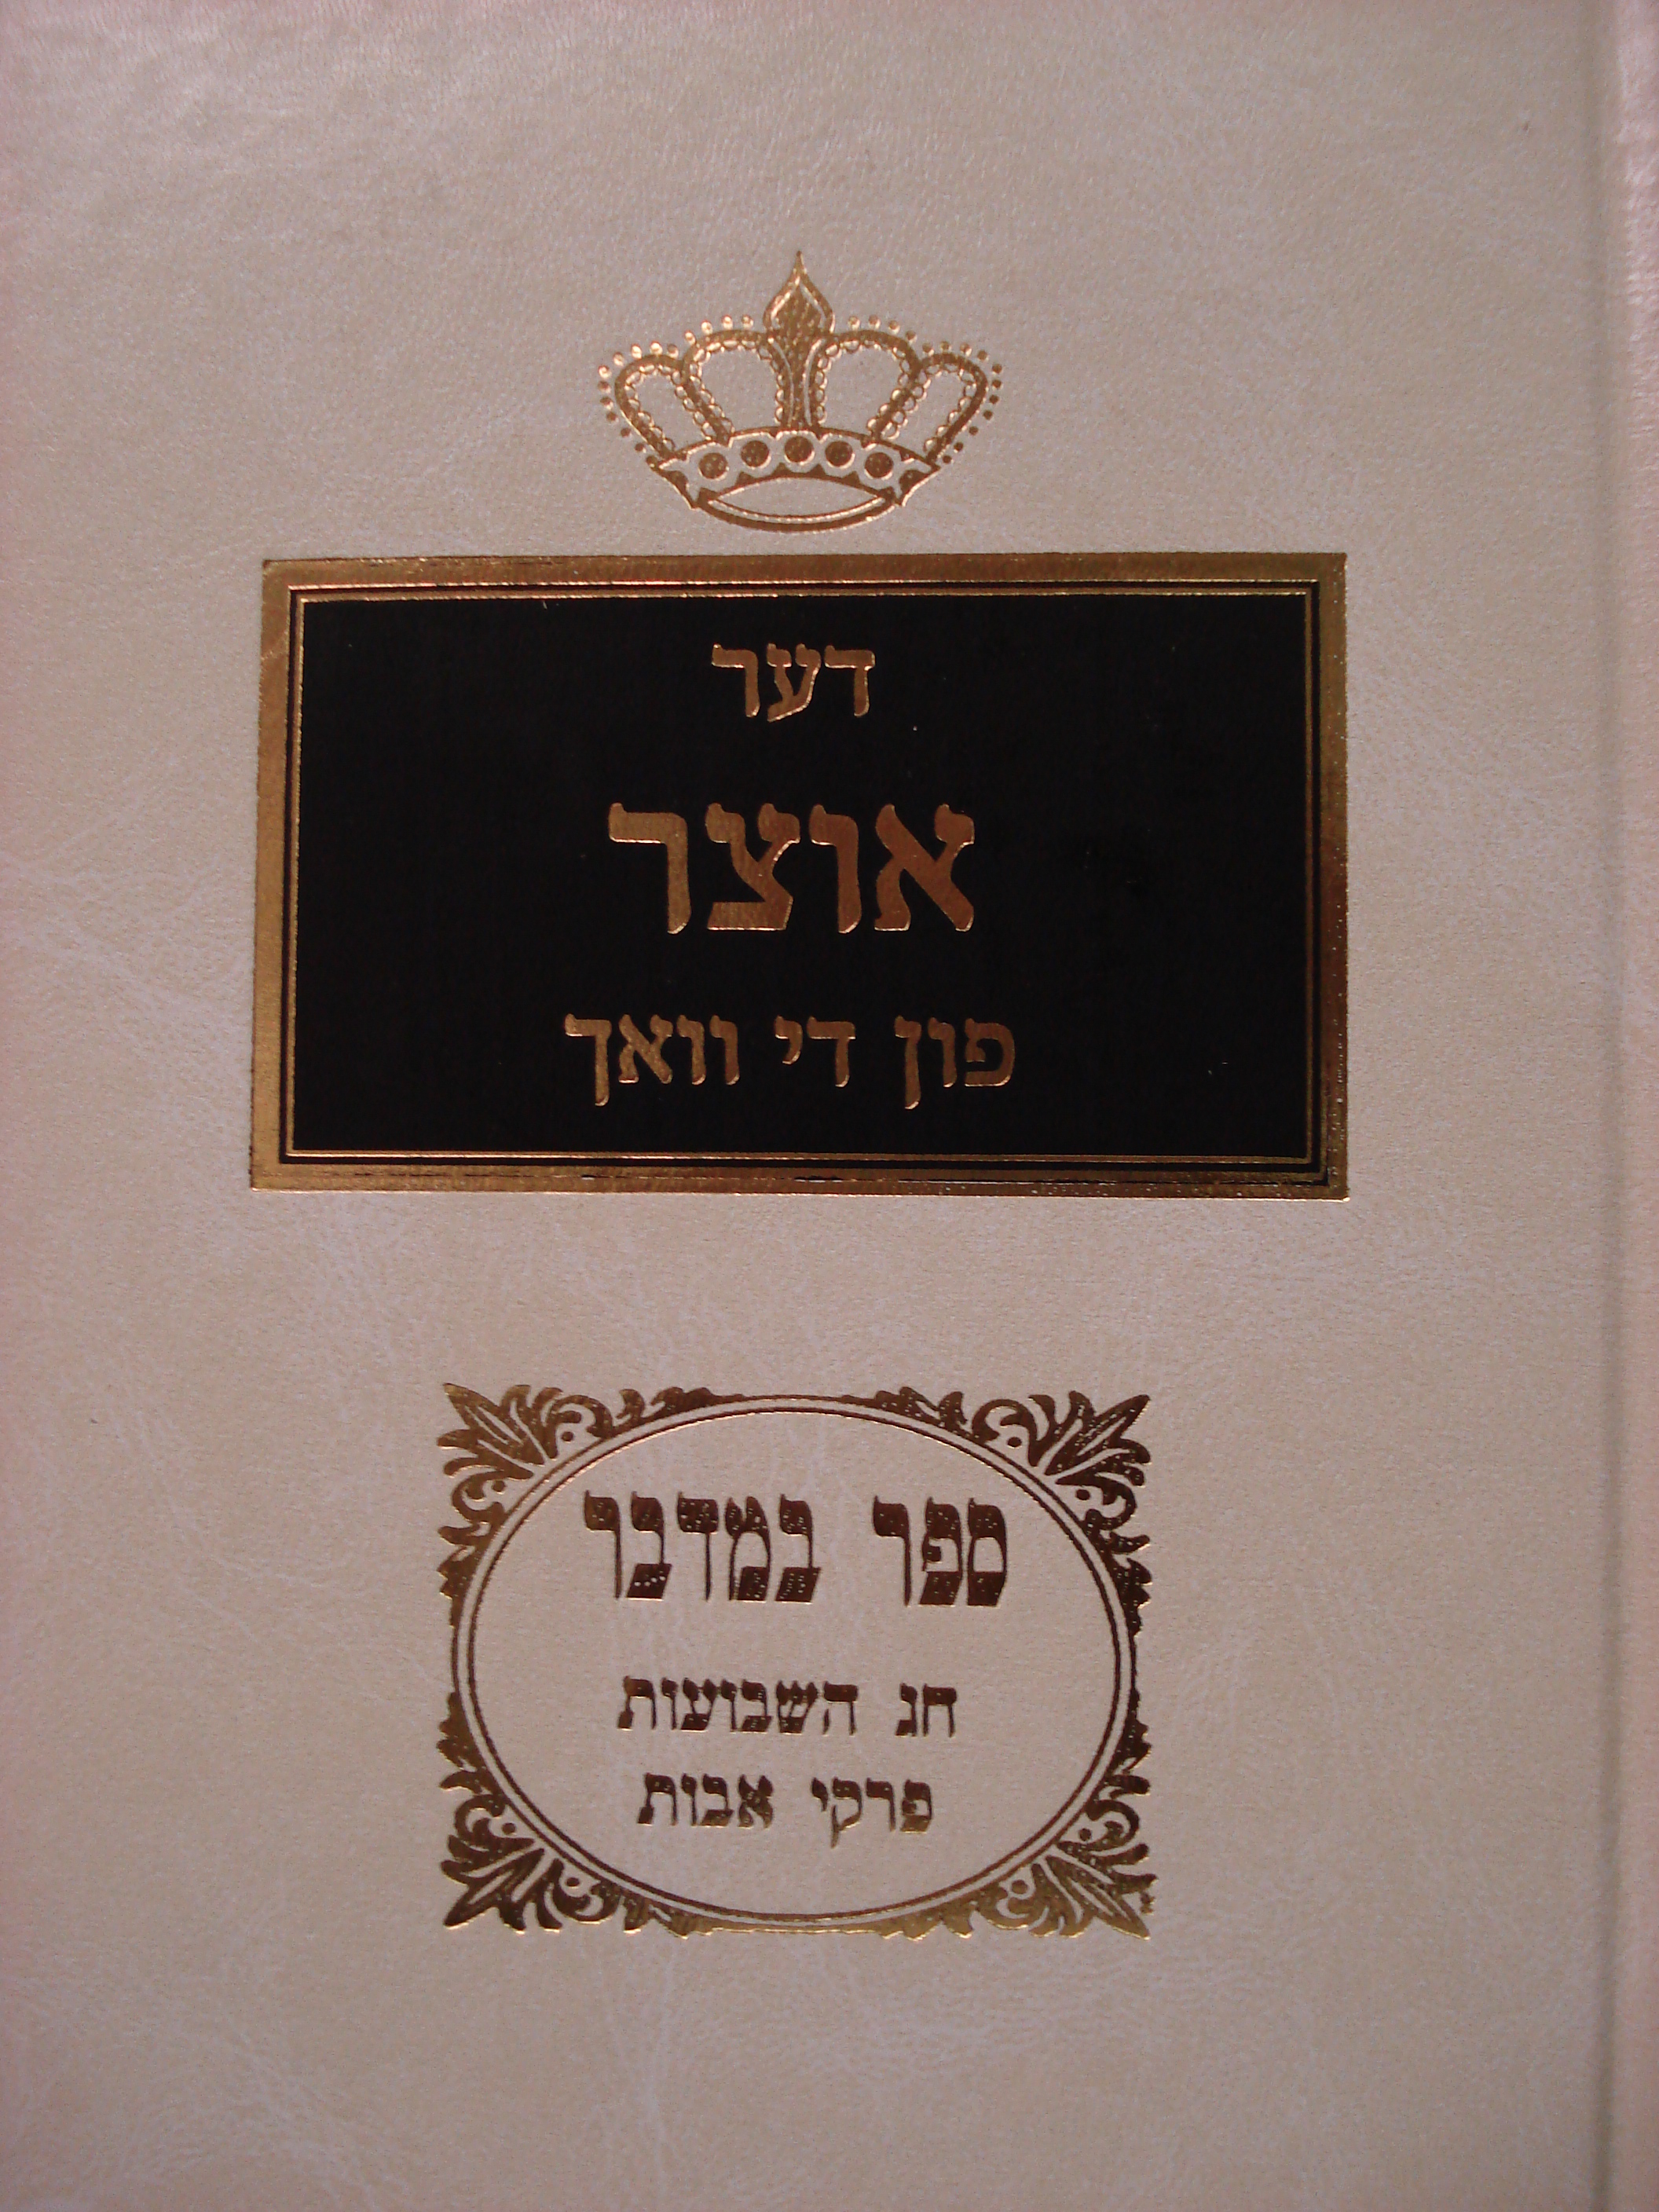 דער
אוצר
פון די וואך
ספר במדבר
חג השבועות
פרקי אבות